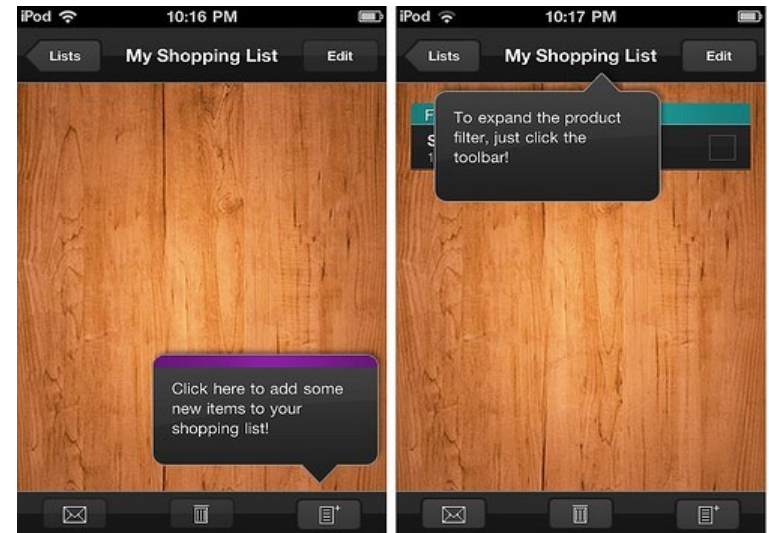 iPod 10:16 PM
Lists My Shopping List Edit
Click here to add some
new items to your
shopping list!
iPod 10:17 PM
Lists My Shopping List Edit
F
To expand the product
filter, just click the
toolbar!
S
1